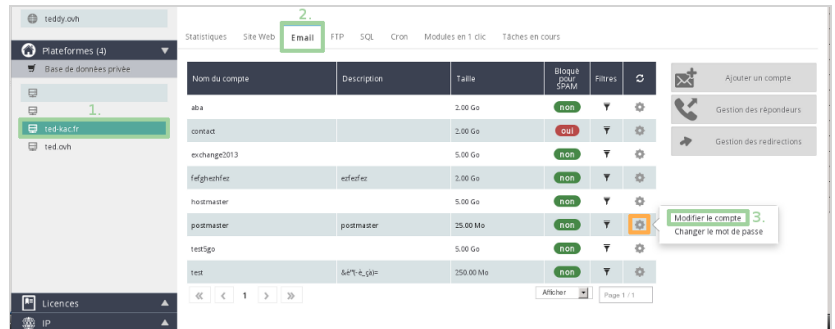 teddy.ovh
2.
Statistiques Site Web Email FTP SQL Cron Modules en 1 clic Tâches en cours
Plateformes (4)
Base de données privée
1.
ted-kac.fr
ted.ovh
Nom du compte Description Taille Bloqué pour SPAM Filtres
aba 2.00 Go non
contact 2.00 Go oui
exchange2013 5.00 Go non
fefghezhfez ezfezfez 2.00 Go non
hostmaster 5.00 Go non
postmaster postmaster 25.00 Mo non
test5go 5.00 Go non
test 250.00 Mo non
Ajouter un compte
Gestion des répondeurs
Gestion des redirections
Modifier le compte 3.
Changer le mot de passe
« < 1 > » Afficher Page 1 / 1
Licences
IP